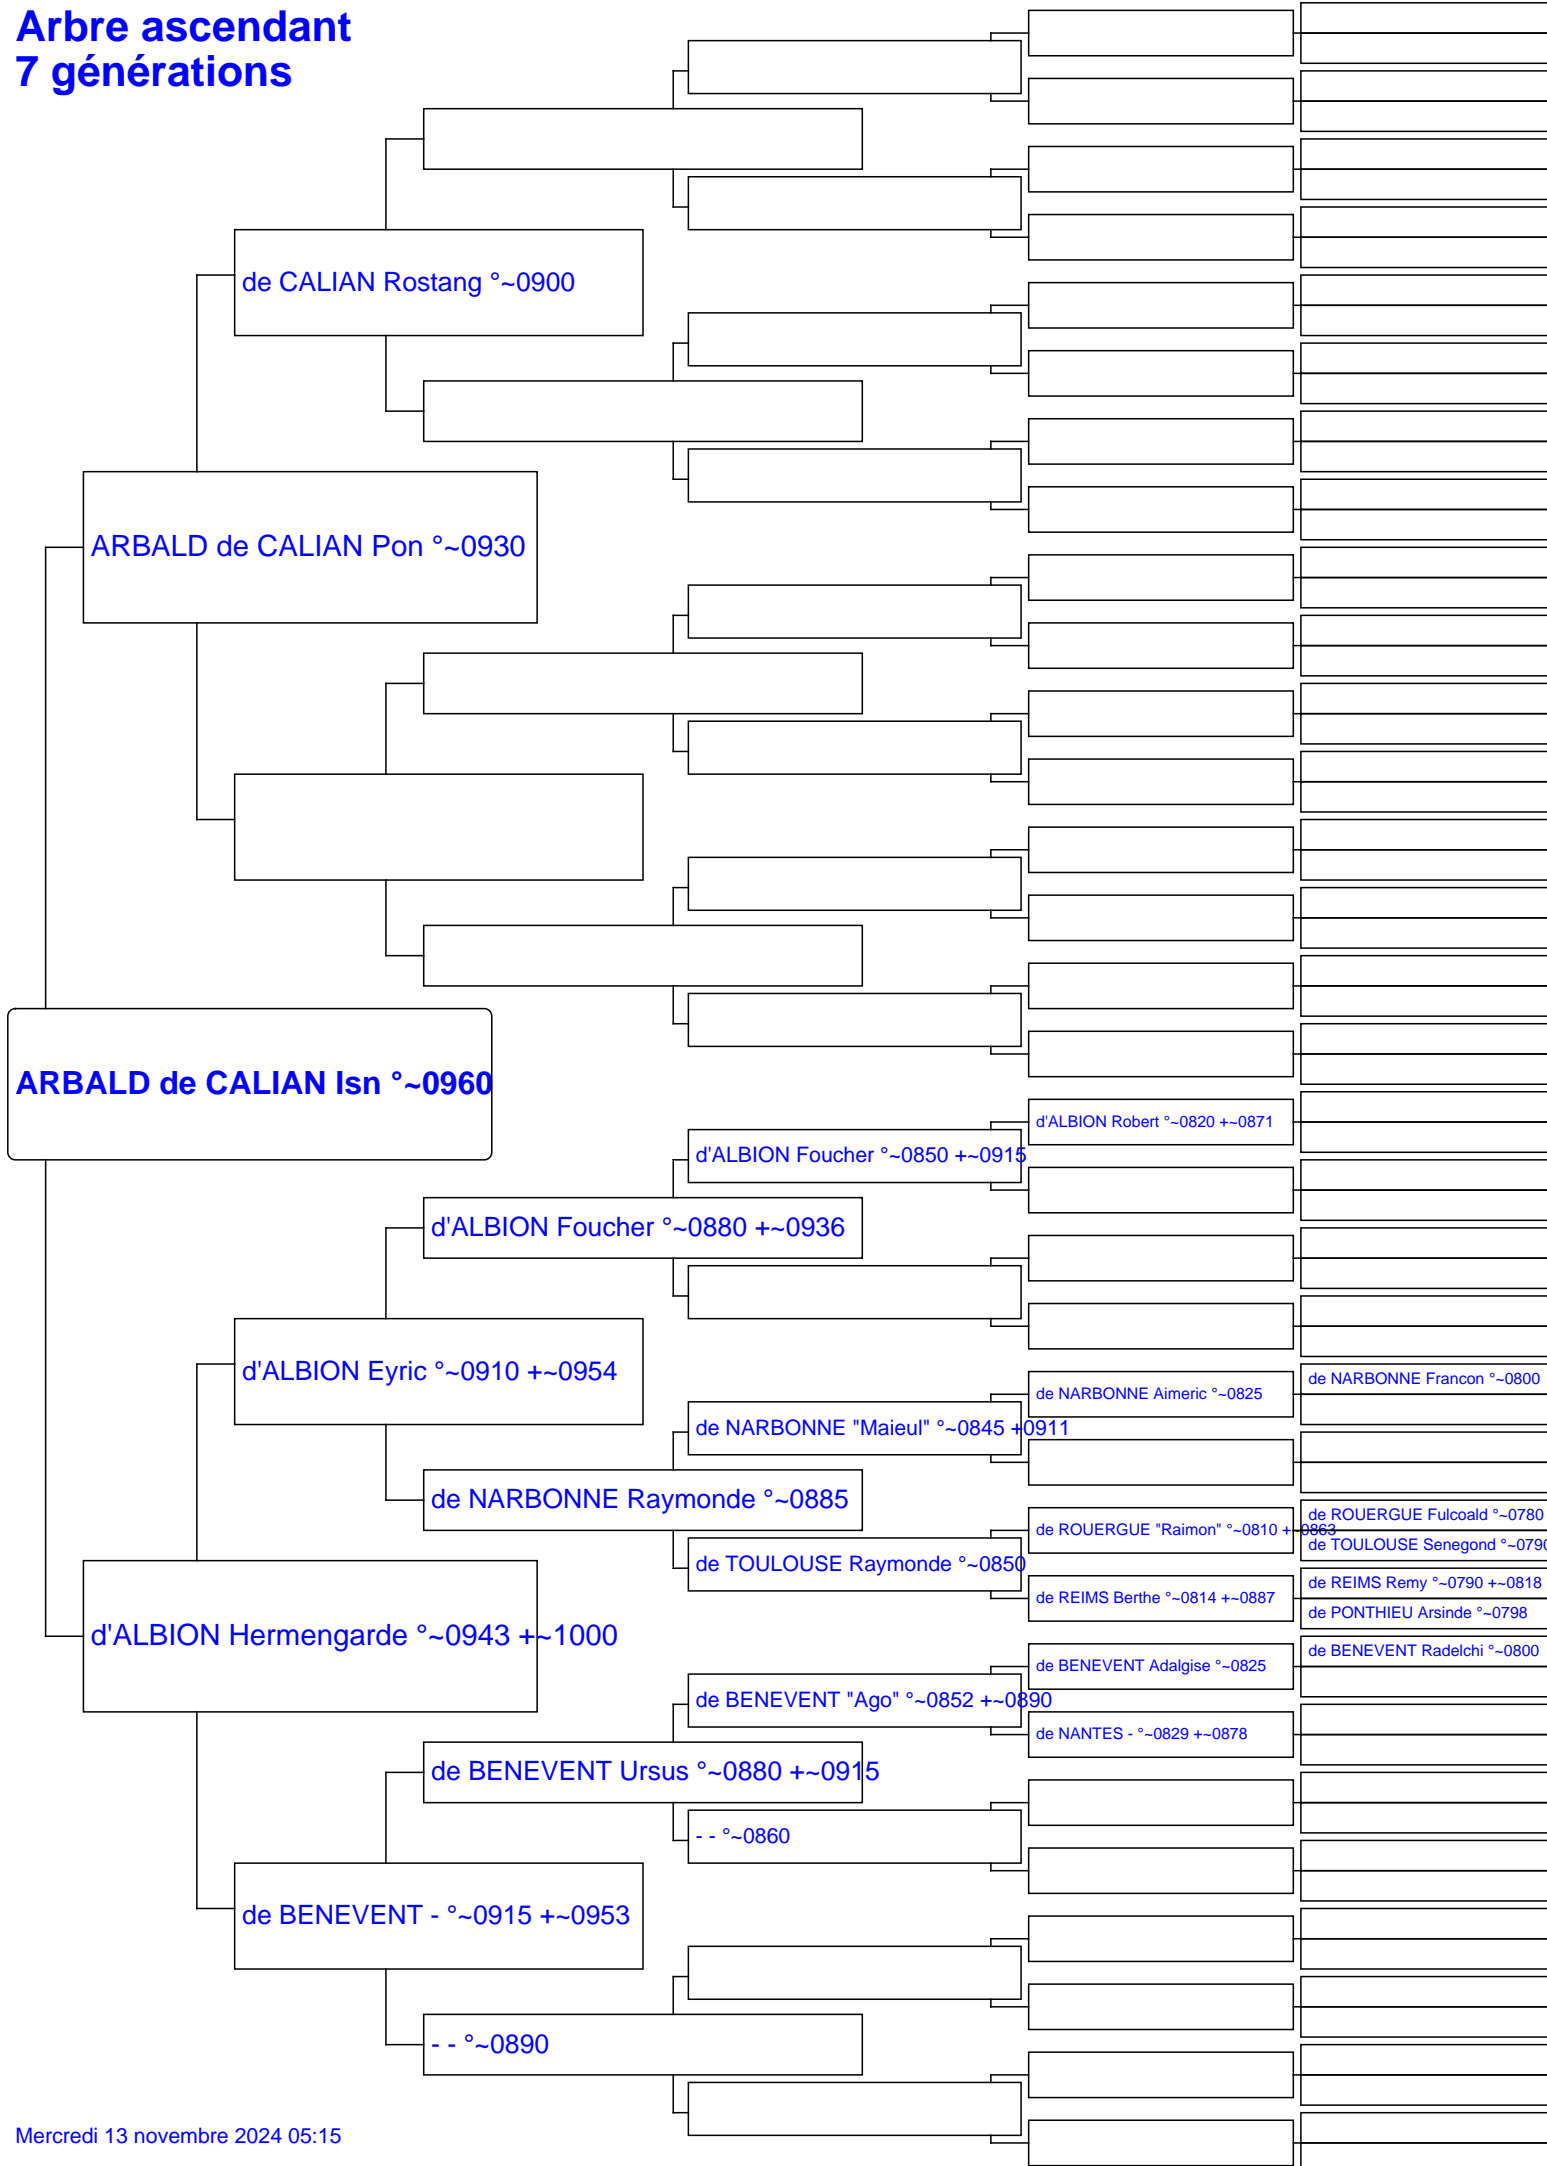 Arbre ascendant
7 générations
de CALIAN Rostang °~0900
ARBALD de CALIAN Pon °~0930
ARBALD de CALIAN Isn °~0960
d'ALBION Robert °~0820 +~0871
d'ALBION Foucher °~0850 +~0915
d'ALBION Foucher °~0880 +~0936
d'ALBION Eyric °~0910 +~0954
de NARBONNE Francon °~0800
de NARBONNE Aimeric °~0825
de NARBONNE "Maieul" °~0845 +0911
de NARBONNE Raymonde °~0885
de ROUERGUE Fulcoald °~0780
de ROUERGUE "Raimon" °~0810 +~0863
de TOULOUSE Senegond °~0790
de TOULOUSE Raymonde °~0850
de REIMS Remy °~0790 +~0818
de REIMS Berthe °~0814 +~0887
de PONTHIEU Arsinde °~0798
d'ALBION Hermengarde °~0943 +~1000
de BENEVENT Radelchi °~0800
de BENEVENT Adalgise °~0825
de BENEVENT "Ago" °~0852 +~0890
de NANTES - °~0829 +~0878
de BENEVENT Ursus °~0880 +~0915
- - °~0860
de BENEVENT - °~0915 +~0953
- - °~0890
Mercredi 13 novembre 2024 05:15